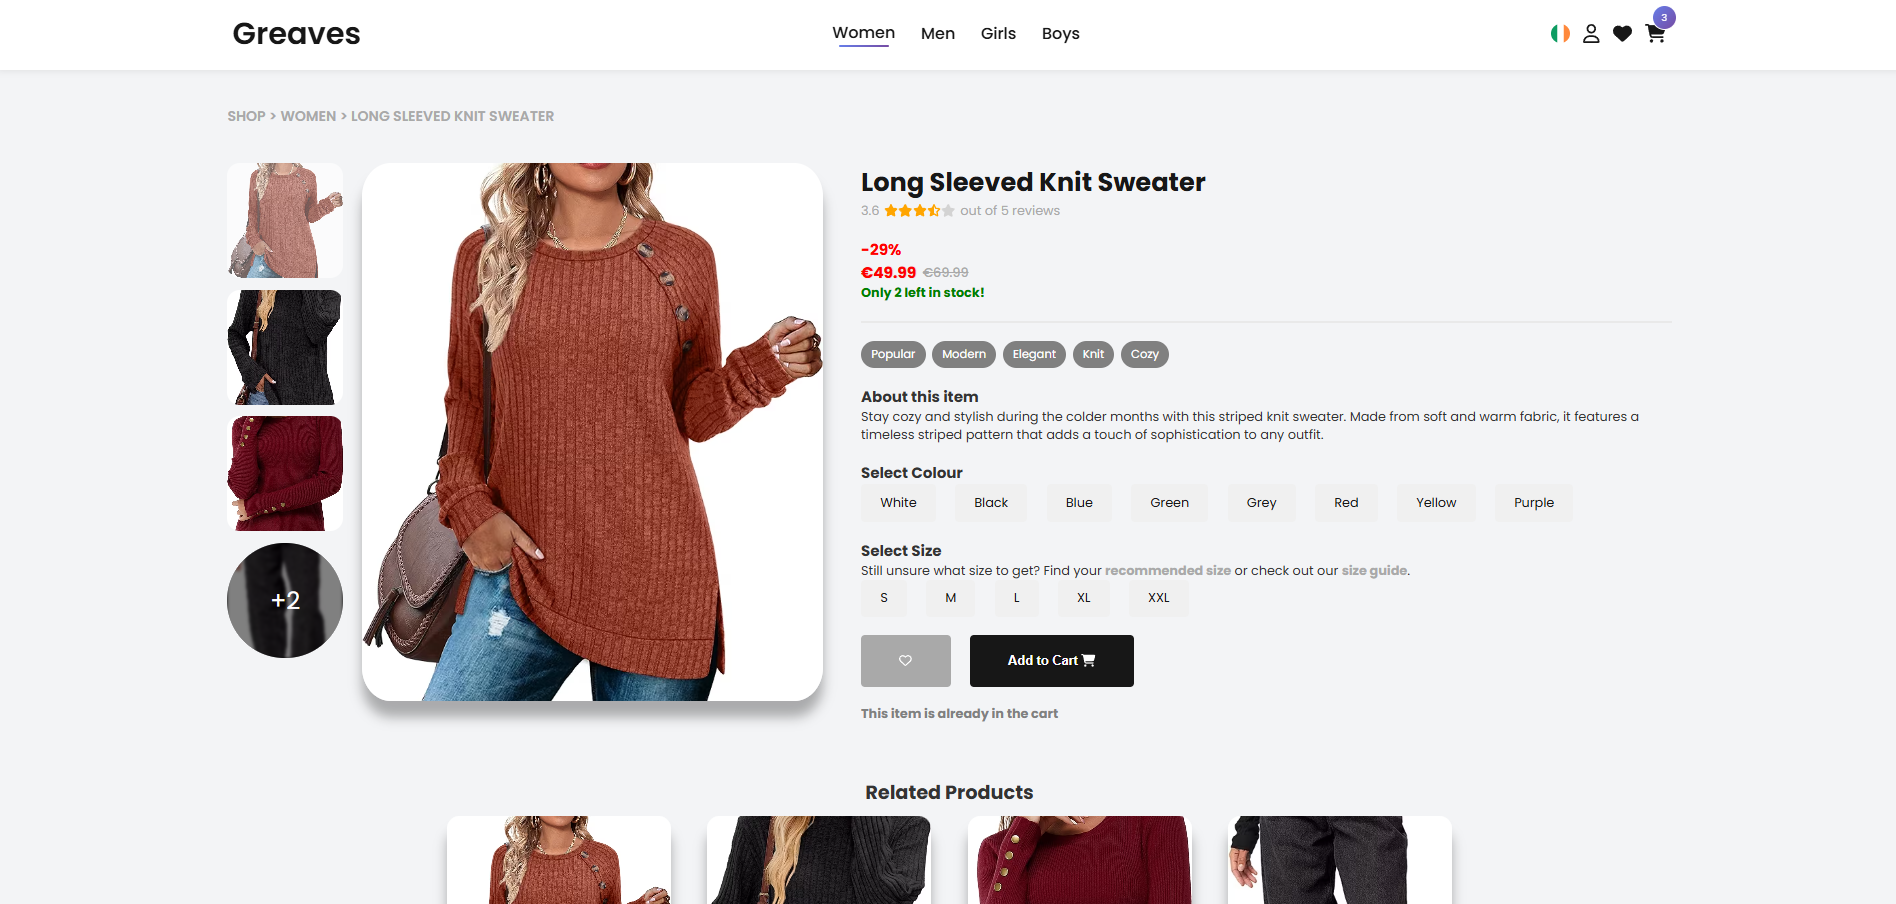 Greaves
Women Men Girls Boys
3
SHOP > WOMEN > LONG SLEEVED KNIT SWEATER
+2
Long Sleeved Knit Sweater
3.6 out of 5 reviews
-29%
€49.99 €69.99
Only 2 left in stock!
Popular Modern Elegant Knit Cozy
About this item
Stay cozy and stylish during the colder months with this striped knit sweater. Made from soft and warm fabric, it features a
timeless striped pattern that adds a touch of sophistication to any outfit.
Select Colour
White Black Blue Green Grey Red Yellow Purple
Select Size
Still unsure what size to get? Find your recommended size or check out our size guide.
S M L XL XXL
Add to Cart
This item is already in the cart
Related Products